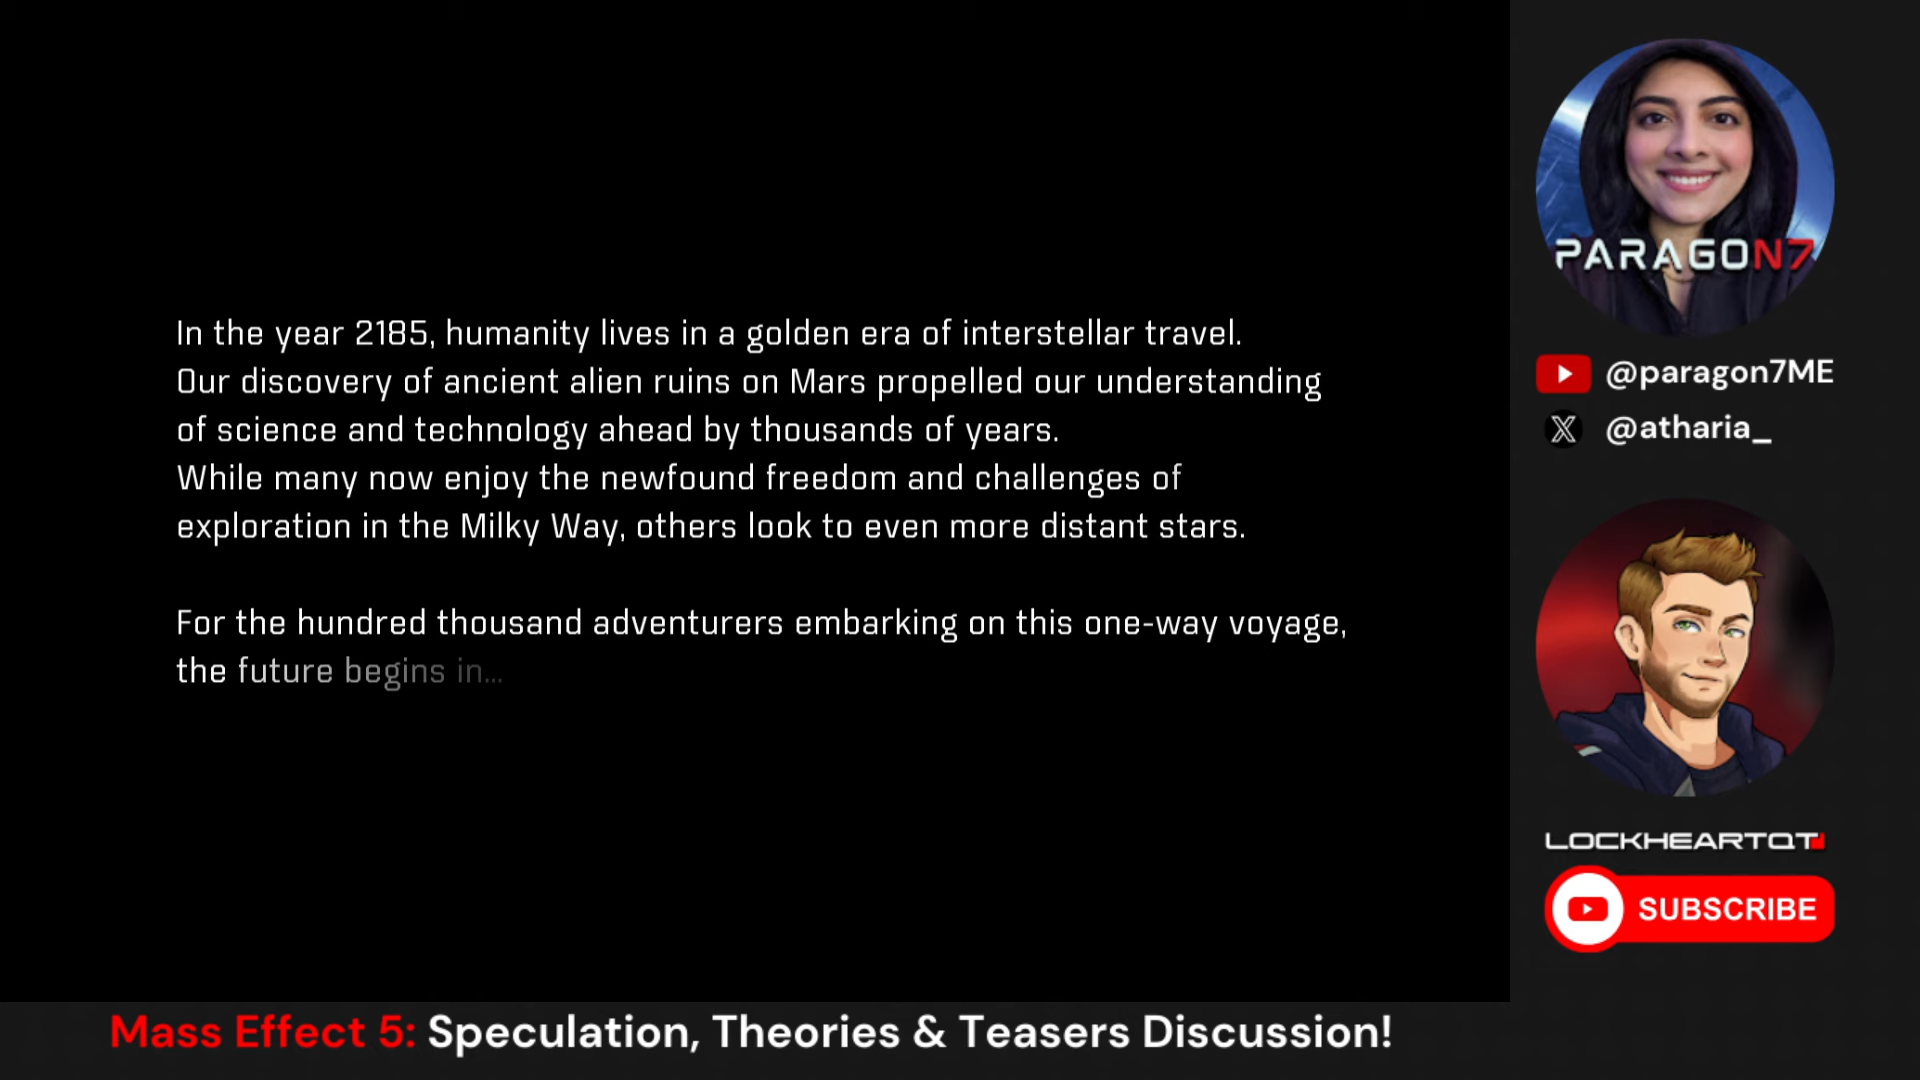 In the year 2185, humanity lives in a golden era of interstellar travel.
Our discovery of ancient alien ruins on Mars propelled our understanding
of science and technology ahead by thousands of years.
While many now enjoy the newfound freedom and challenges of
exploration in the Milky Way, others look to even more distant stars.
For the hundred thousand adventurers embarking on this one-way voyage,
the future begins in...
PARAGON7
@paragon7ME
@atharia_
LOCKHEARTQT
SUBSCRIBE
Mass Effect 5: Speculation, Theories & Teasers Discussion!